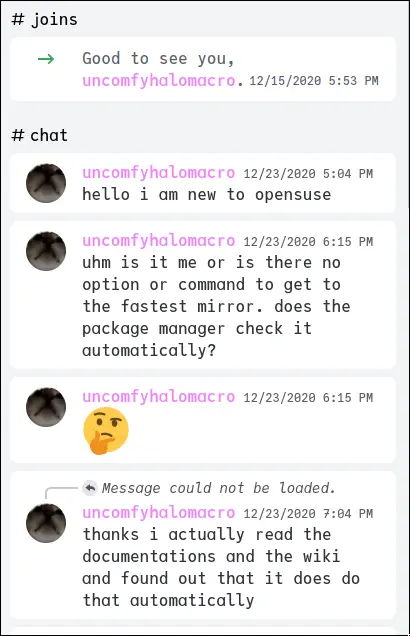 # joins
Good to see you,
uncomfyhalomacro. 12/15/2020 5:53 PM
# chat
uncomfyhalomacro 12/23/2020 5:04 PM
hello i am new to opensuse
uncomfyhalomacro 12/23/2020 6:15 PM
uhm is it me or is there no
option or command to get to
the fastest mirror. does the
package manager check it
automatically?
uncomfyhalomacro 12/23/2020 6:15 PM
Message could not be loaded.
uncomfyhalomacro 12/23/2020 7:04 PM
thanks i actually read the
documentations and the wiki
and found out that it does do
that automatically